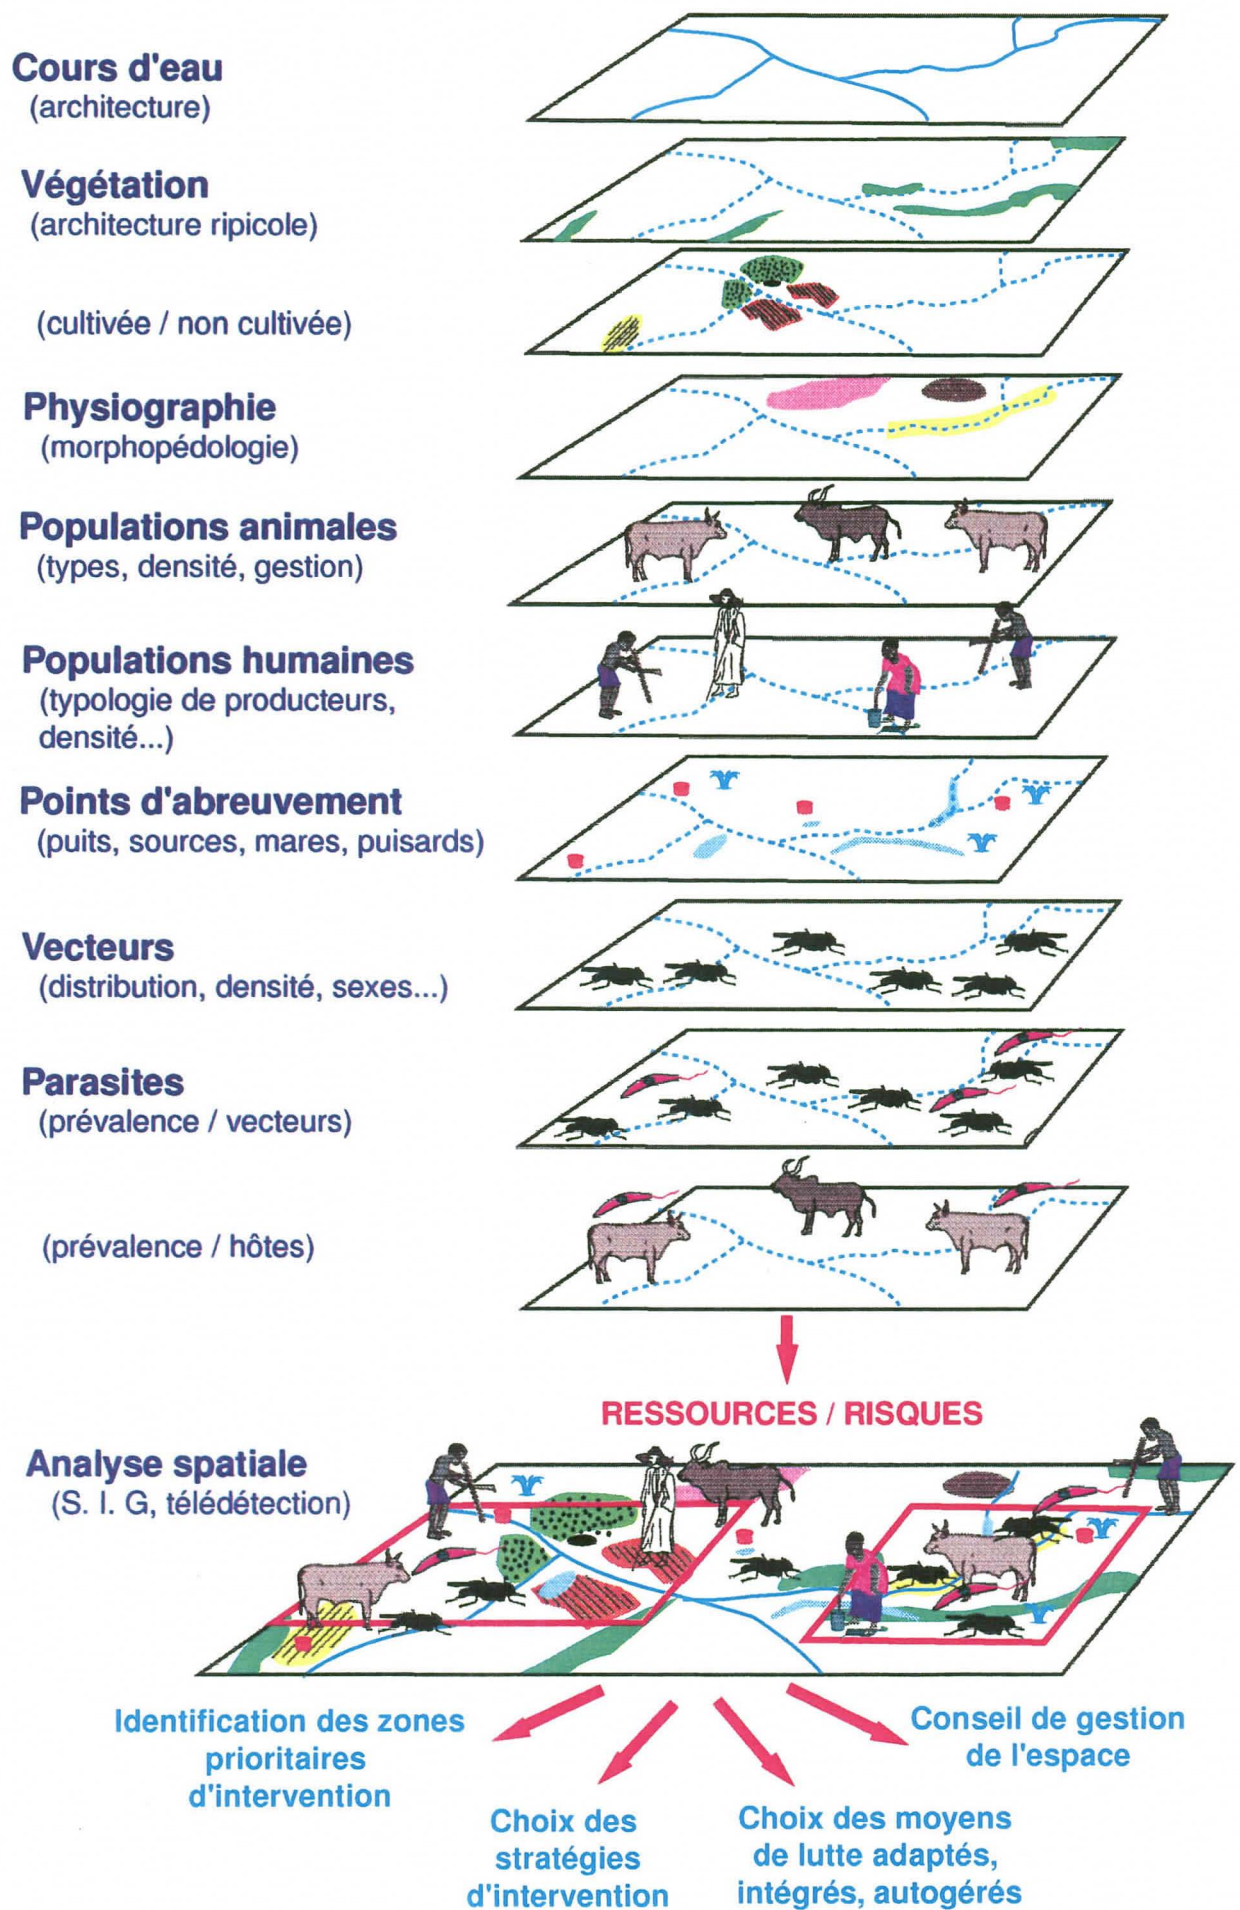 Cours d'eau
(architecture)
Végétation
(architecture ripicole)
(cultivée / non cultivée)
Physiographie
(morphopédologie)
Populations animales
(types, densité, gestion)
Populations humaines
(typologie de producteurs,
densité...)
Points d'abreuvement
(puits, sources, mares, puisards)
Vecteurs
(distribution, densité, sexes...)
Parasites
(prévalence / vecteurs)
(prévalence / hôtes)
RESSOURCES / RISQUES
Analyse spatiale
(S. I. G, télédétection)
Identification des zones
prioritaires
d'intervention
Choix des
stratégies
d'intervention
Choix des moyens
de lutte adaptés,
intégrés, autogérés
Conseil de gestion
de l'espace